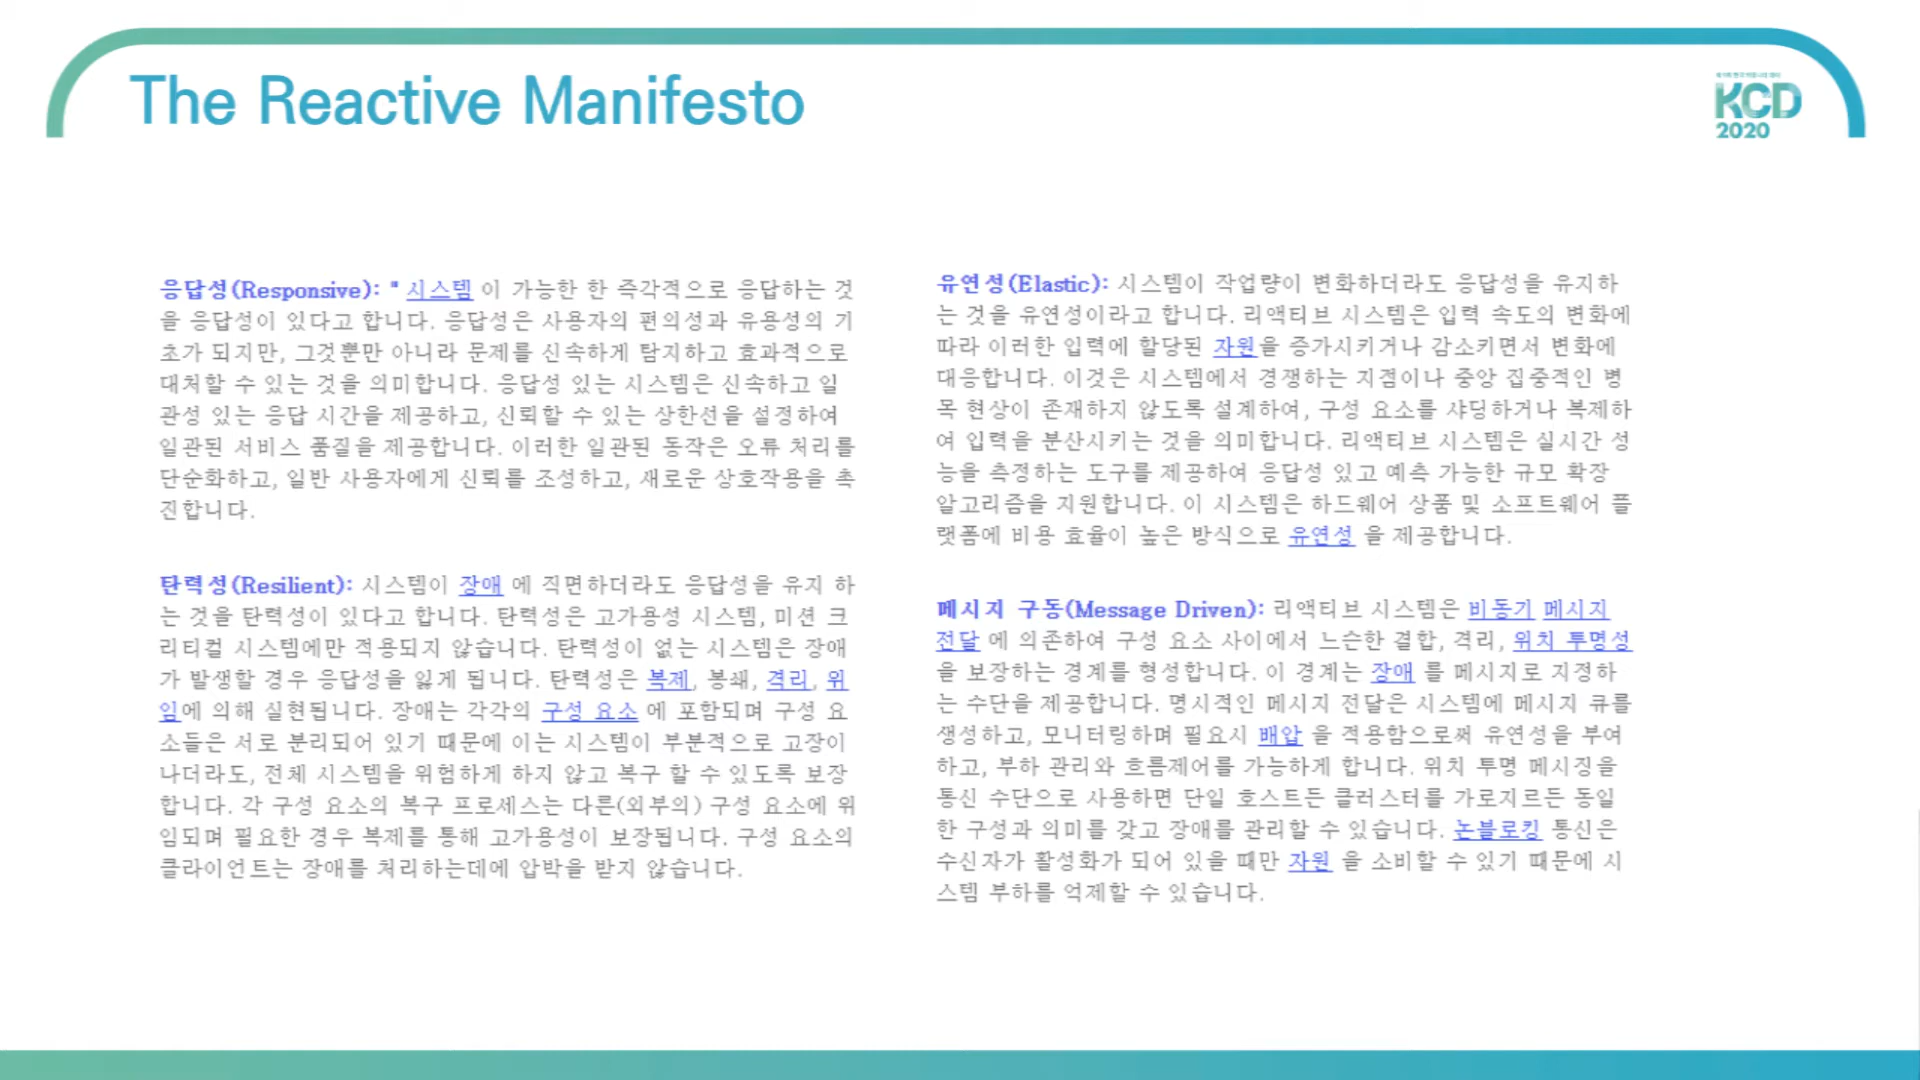 The Reactive Manifesto
KCD
2020
응답성(Responsive): " 시스템 이 가능한 한 즉각적으로 응답하는 것
을 응답성이 있다고 합니다. 응답성은 사용자의 편의성과 유용성의 기
초가 되지만, 그것뿐만 아니라 문제를 신속하게 탐지하고 효과적으로
대처할 수 있는 것을 의미합니다. 응답성 있는 시스템은 신속하고 일
관성 있는 응답 시간을 제공하고, 신뢰할 수 있는 상한선을 설정하여
일관된 서비스 품질을 제공합니다. 이러한 일관된 동작은 오류 처리를
단순화하고, 일반 사용자에게 신뢰를 조성하고, 새로운 상호작용을 촉
진합니다.
탄력성(Resilient): 시스템이 장애 에 직면하더라도 응답성을 유지 하
는 것을 탄력성이 있다고 합니다. 탄력성은 고가용성 시스템, 미션 크
리티컬 시스템에만 적용되지 않습니다. 탄력성이 없는 시스템은 장애
가 발생할 경우 응답성을 잃게 됩니다. 탄력성은 복제, 봉쇄, 격리, 위
임에 의해 실현됩니다. 장애는 각각의 구성 요소 에 포함되며 구성 요
소들은 서로 분리되어 있기 때문에 이는 시스템이 부분적으로 고장이
나더라도, 전체 시스템을 위험하게 하지 않고 복구 할 수 있도록 보장
합니다. 각 구성 요소의 복구 프로세스는 다른(외부의) 구성 요소에 위
임되며 필요한 경우 복제를 통해 고가용성이 보장됩니다. 구성 요소의
클라이언트는 장애를 처리하는데에 압박을 받지 않습니다.
유연성(Elastic): 시스템이 작업량이 변화하더라도 응답성을 유지하
는 것을 유연성이라고 합니다. 리액티브 시스템은 입력 속도의 변화에
따라 이러한 입력에 할당된 자원을 증가시키거나 감소키면서 변화에
대응합니다. 이것은 시스템에서 경쟁하는 지점이나 중앙 집중적인 병
목 현상이 존재하지 않도록 설계하여, 구성 요소를 샤딩하거나 복제하
여 입력을 분산시키는 것을 의미합니다. 리액티브 시스템은 실시간 성
능을 측정하는 도구를 제공하여 응답성 있고 예측 가능한 규모 확장
알고리즘을 지원합니다. 이 시스템은 하드웨어 상품 및 소프트웨어 플
랫폼에 비용 효율이 높은 방식으로 유연성 을 제공합니다.
메시지 구동(Message Driven): 리액티브 시스템은 비동기 메시지
전달 에 의존하여 구성 요소 사이에서 느슨한 결합, 격리, 위치 투명성
을 보장하는 경계를 형성합니다. 이 경계는 장애 를 메시지로 지정하
는 수단을 제공합니다. 명시적인 메시지 전달은 시스템에 메시지 큐를
생성하고, 모니터링하며 필요시 배압 을 적용함으로써 유연성을 부여
하고, 부하 관리와 흐름제어를 가능하게 합니다. 위치 투명 메시징을
통신 수단으로 사용하면 단일 호스트든 클러스터를 가로지르든 동일
한 구성과 의미를 갖고 장애를 관리할 수 있습니다. 논블로킹 통신은
수신자가 활성화가 되어 있을 때만 자원 을 소비할 수 있기 때문에 시
스템 부하를 억제할 수 있습니다.